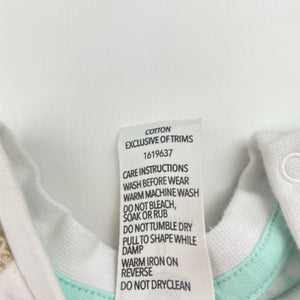 COTTON
EXCLUSIVE OF TRIMS
1619637
CARE INSTRUCTIONS
WASH BEFORE WEAR
WARM MACHINE WASH
DO NOT BLEACH,
SOAK OR RUB
DO NOT TUMBLE DRY
PULL TO SHAPE WHILE
DAMP
WARM IRON ON
REVERSE
DO NOT DRYCLEAN